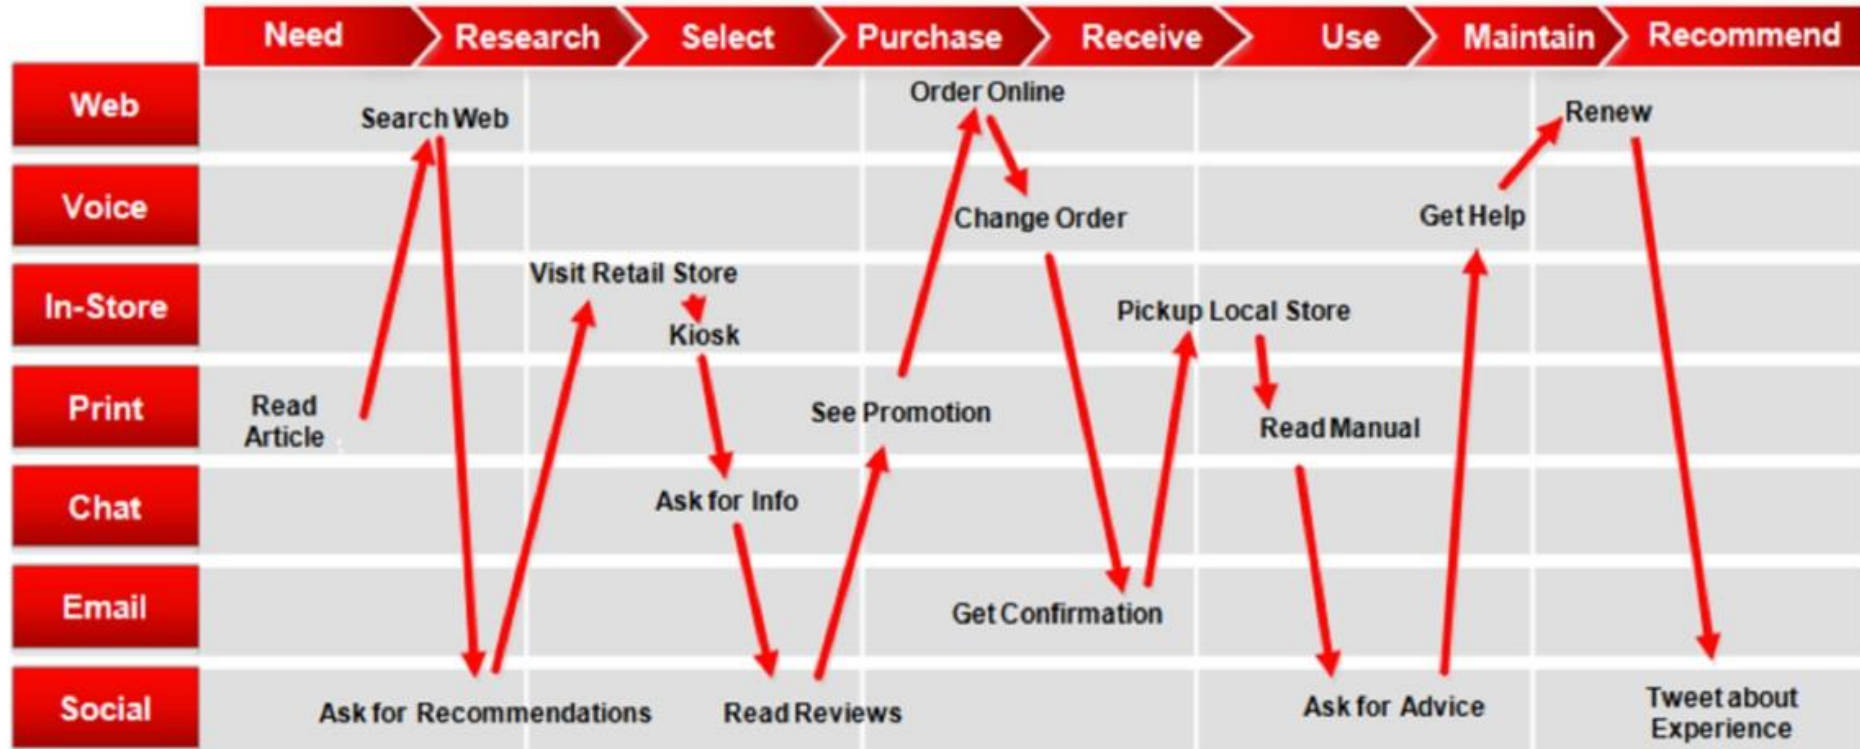 Need
Research
Select
Purchase
Receive
Use
Maintain
Recommend
Web
Search Web
Order Online
Renew
Voice
Change Order
Get Help
In-Store
Visit Retail Store
Kiosk
Pickup Local Store
Print
Read
Article
See Promotion
Read Manual
Chat
Ask for Info
Email
Get Confirmation
Social
Ask for Recommendations
Read Reviews
Ask for Advice
Tweet about
Experience